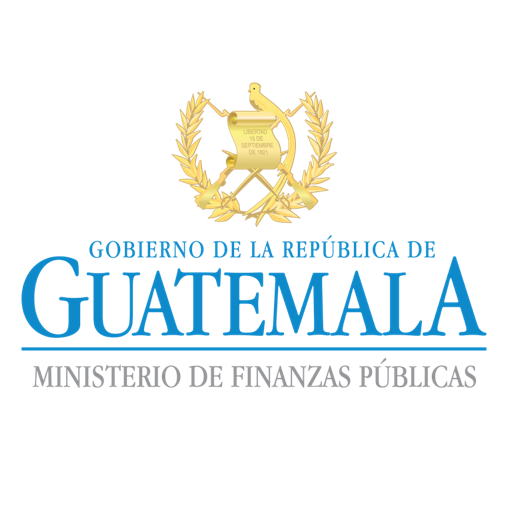 LIBERTAD
15 DE
SEPTIEMBRE
DE 1821
GOBIERNO DE LA REPÚBLICA DE
GUATEMALA
MINISTERIO DE FINANZAS PÚBLICAS